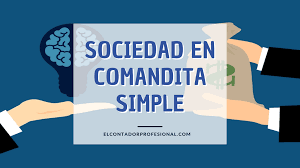 SOCIEDAD EN
COMANDITA
SIMPLE
ELCONTADORPROFESIONAL.COM